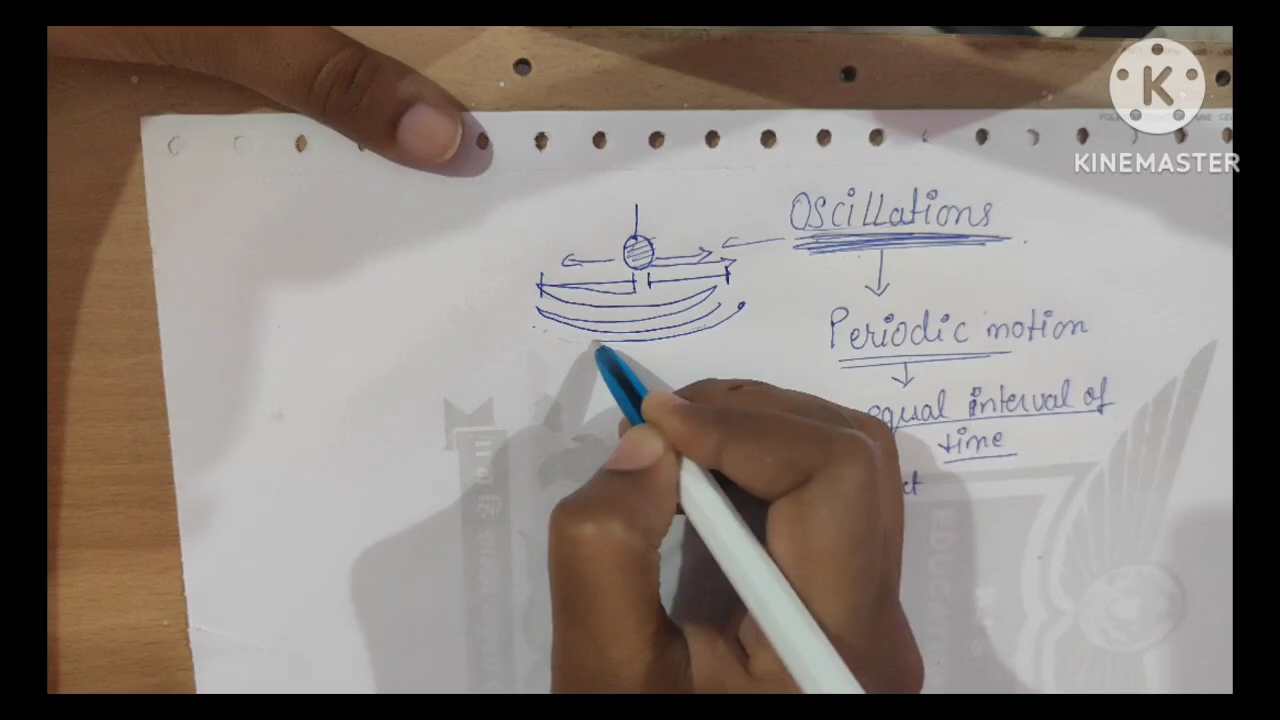 KINEMASTER
Oscillations
Periodic motion
equal interval of
time